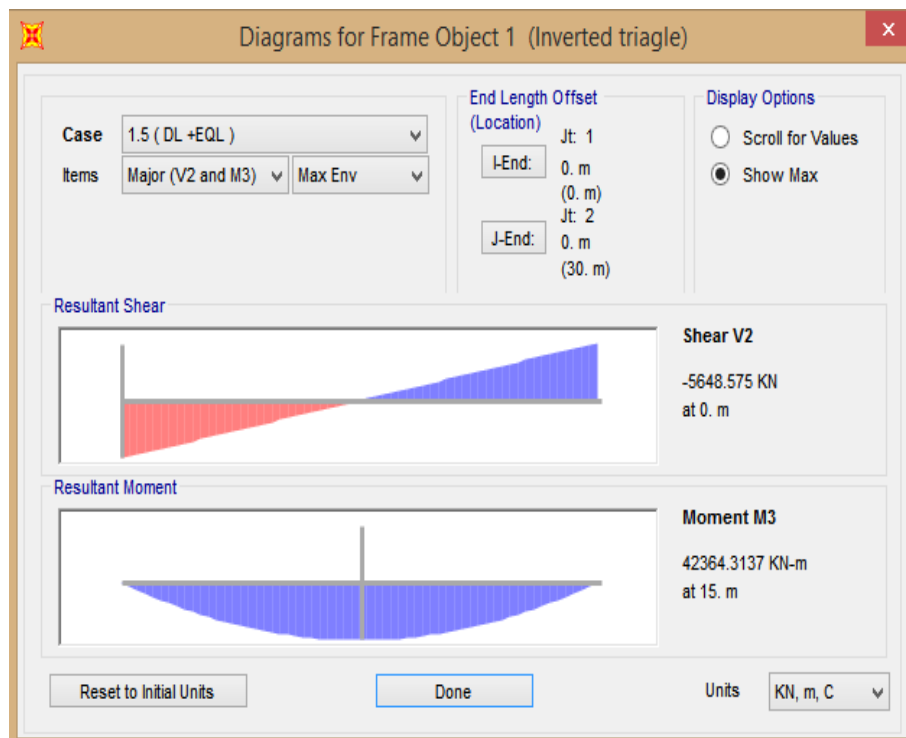 Diagrams for Frame Object 1 (Inverted triagle)
x
Case 1.5 ( DL +EQL )
Items Major (V2 and M3) Max Env
End Length Offset
(Location)
I-End:
Jt: 1
0. m
(0. m)
J-End:
Jt: 2
0. m
(30. m)
Display Options
Scroll for Values
Show Max
Resultant Shear
Shear V2
-5648.575 KN
at 0. m
Resultant Moment
Moment M3
42364.3137 KN-m
at 15. m
Reset to Initial Units
Done
Units KN, m, C